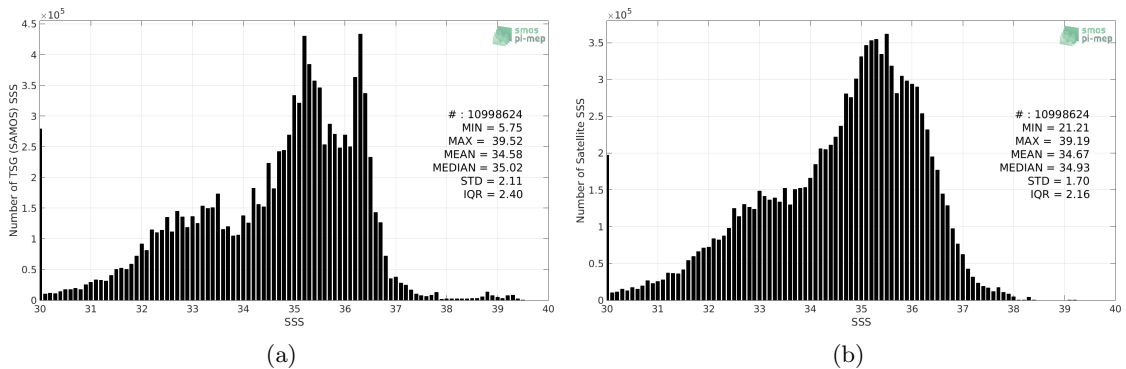 ×10⁵
4.5
4
3.5
3
2.5
2
1.5
1
0.5
0
Number of TSG (SAMOS) SSS
smos
pi-mep
# : 10998624
MIN = 5.75
MAX = 39.52
MEAN = 34.58
MEDIAN = 35.02
STD = 2.11
IQR = 2.40
30 31 32 33 34 35 36 37 38 39 40
SSS
(a)
×10⁵
3.5
3
2.5
2
1.5
1
0.5
0
Number of Satellite SSS
smos
pi-mep
# : 10998624
MIN = 21.21
MAX = 39.19
MEAN = 34.67
MEDIAN = 34.93
STD = 1.70
IQR = 2.16
30 31 32 33 34 35 36 37 38 39 40
SSS
(b)